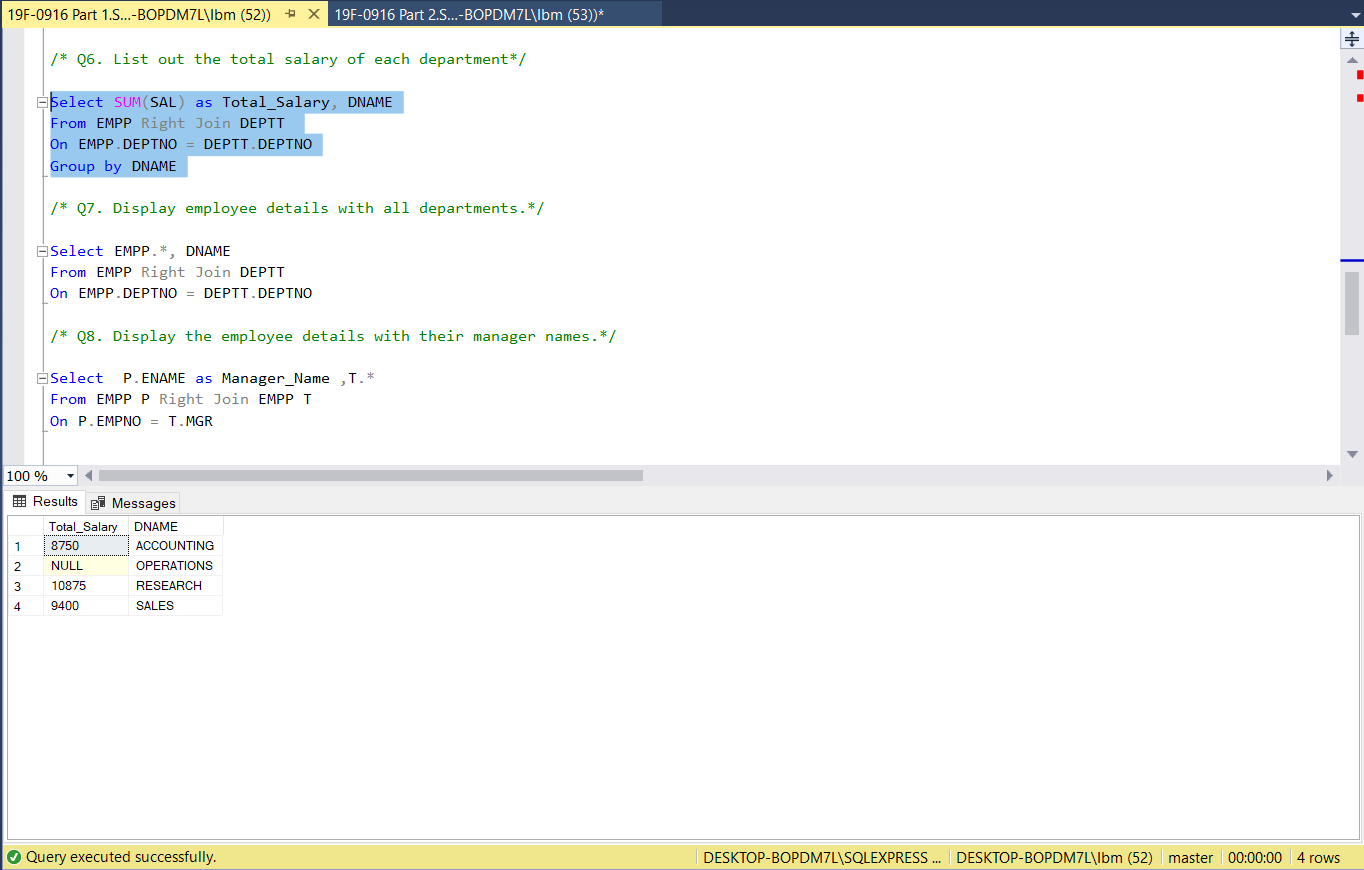 19F-0916 Part 1.S...-BOPDM7L\Ibm (52)) 19F-0916 Part 2.S...-BOPDM7L\Ibm (53))*
/* Q6. List out the total salary of each department*/
Select SUM(SAL) as Total_Salary, DNAME
From EMPP Right Join DEPTT
On EMPP.DEPTNO = DEPTT.DEPTNO
Group by DNAME
/* Q7. Display employee details with all departments.*/
Select EMPP.*, DNAME
From EMPP Right Join DEPTT
On EMPP.DEPTNO = DEPTT.DEPTNO
/* Q8. Display the employee details with their manager names.*/
Select P.ENAME as Manager_Name ,T.*
From EMPP P Right Join EMPP T
On P.EMPNO = T.MGR
100 %
Results Messages
Total_Salary DNAME
1 8750 ACCOUNTING
2 NULL OPERATIONS
3 10875 RESEARCH
4 9400 SALES
Query executed successfully. DESKTOP-BOPDM7L\SQLEXPRESS ... DESKTOP-BOPDM7L\Ibm (52) master 00:00:00 4 rows